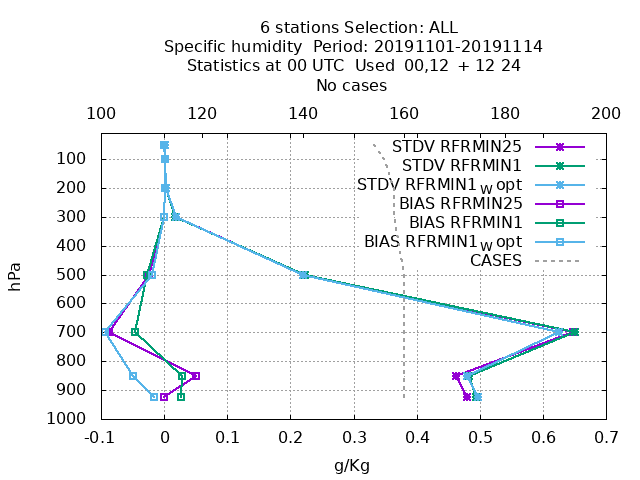 6 stations Selection: ALL
Specific humidity  Period: 20191101-20191114
Statistics at 00 UTC  Used  00,12  + 12 24
No cases
100 120 140 160 180 200
STDV RFRMIN25
STDV RFRMIN1
STDV RFRMIN1_W opt
BIAS RFRMIN25
BIAS RFRMIN1
BIAS RFRMIN1_W opt
CASES
100
200
300
400
500
600
700
800
900
1000
hPa
-0.1 0 0.1 0.2 0.3 0.4 0.5 0.6 0.7
g/Kg